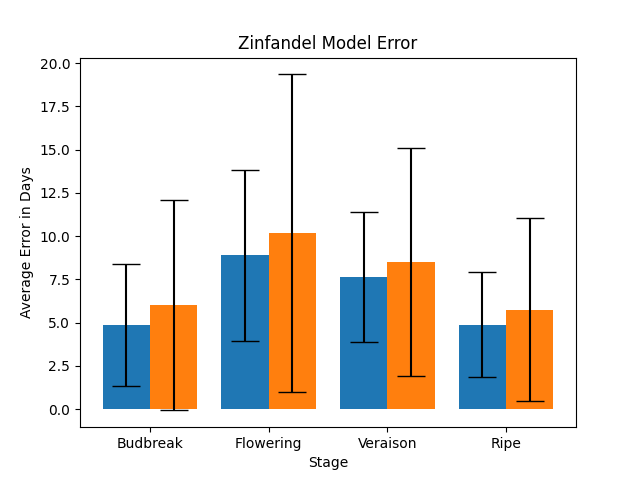 Zinfandel Model Error
Average Error in Days
20.0
17.5
15.0
12.5
10.0
7.5
5.0
2.5
0.0
Budbreak Flowering Veraison Ripe
Stage